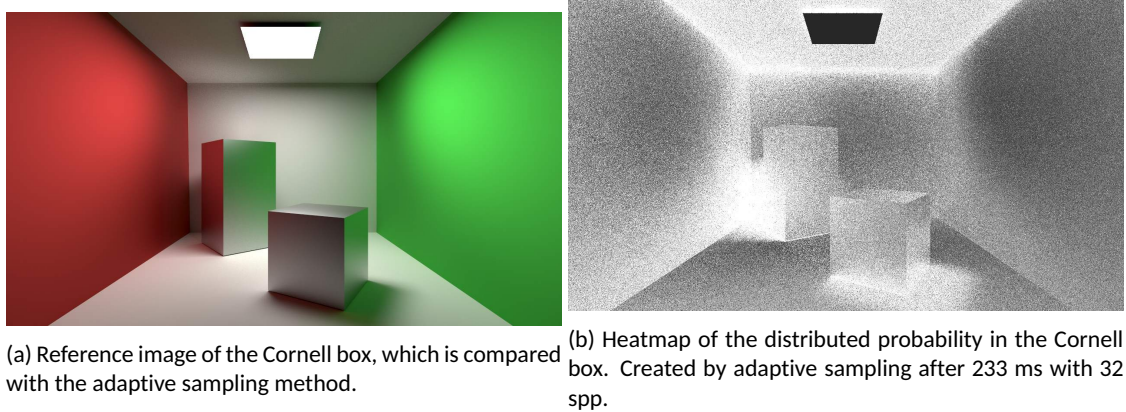 (a) Reference image of the Cornell box, which is compared
with the adaptive sampling method.
(b) Heatmap of the distributed probability in the Cornell
box. Created by adaptive sampling after 233 ms with 32
spp.